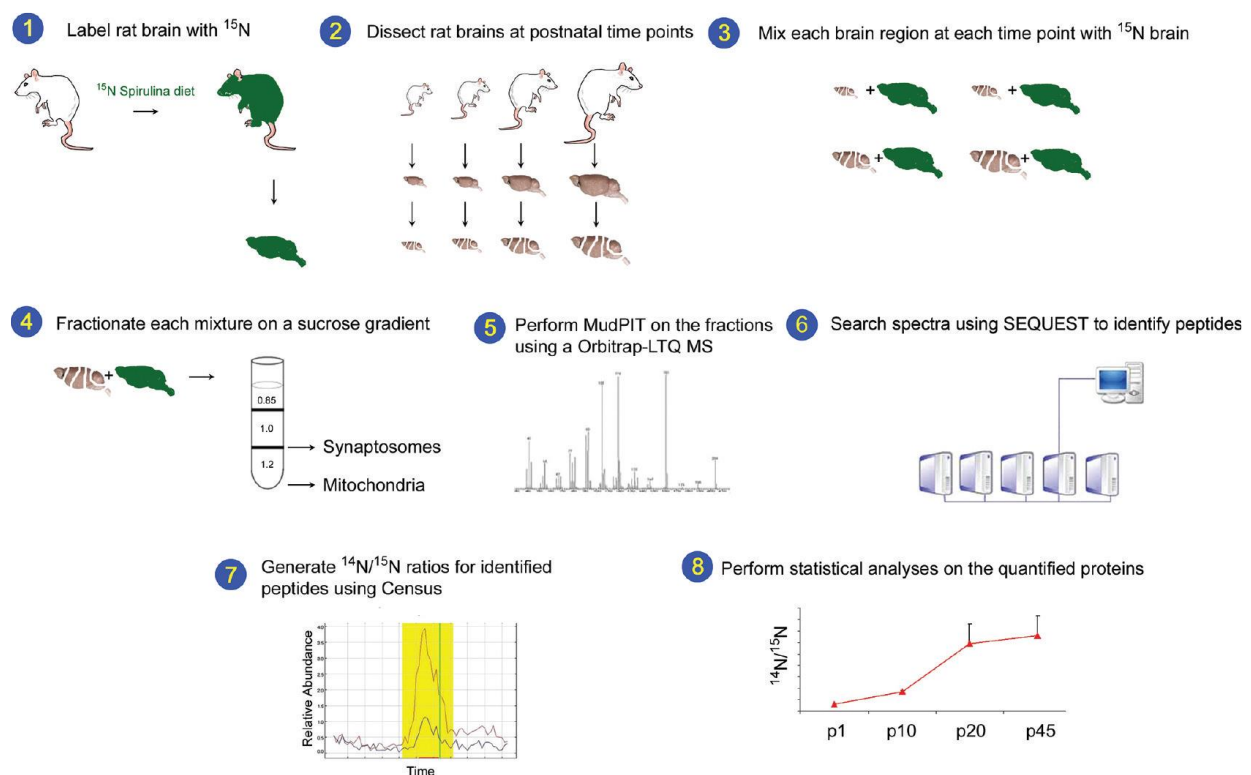 1 Label rat brain with ¹⁵N
¹⁵N Spirulina diet
2 Dissect rat brains at postnatal time points
3 Mix each brain region at each time point with ¹⁵N brain
+
+
+
+
4 Fractionate each mixture on a sucrose gradient
+
0.85
1.0
1.2
Synaptosomes
Mitochondria
5 Perform MudPIT on the fractions
using a Orbitrap-LTQ MS
6 Search spectra using SEQUEST to identify peptides
7 Generate ¹⁴N/¹⁵N ratios for identified
peptides using Census
Relative Abundance
Time
8 Perform statistical analyses on the quantified proteins
¹⁴N/¹⁵N
p1 p10 p20 p45